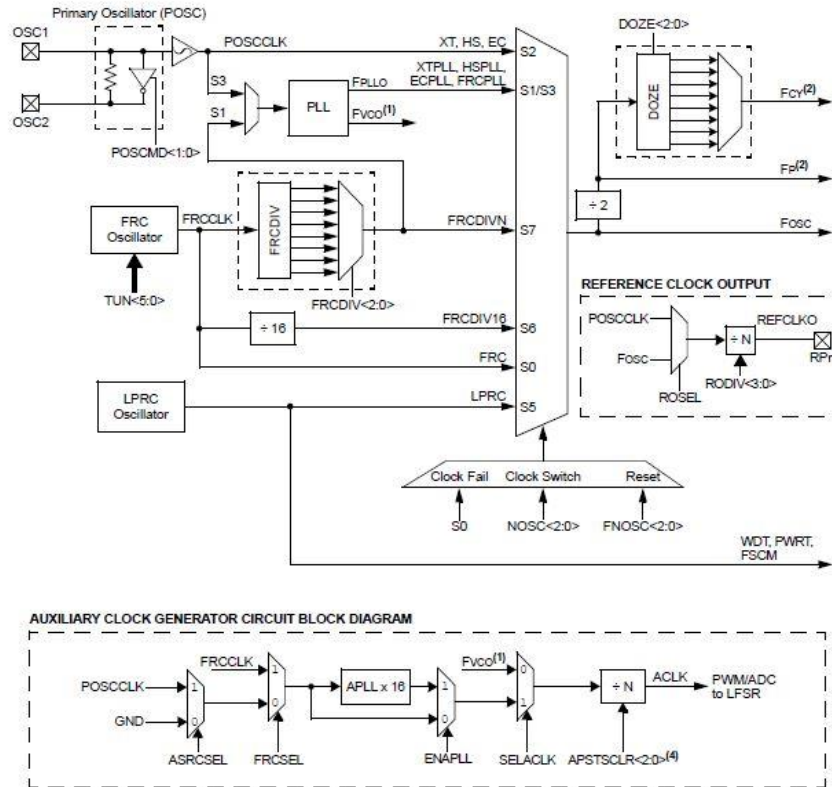 Primary Oscillator (POSC)
OSC1
OSC2
POSCMD<1:0>
POSCCLK
S3
S1
PLL
FPLLO
FVCO(1)
XT, HS, EC
XTPLL, HSPLL,
ECPLL, FRCPLL
S2
S1/S3
DOZE<2:0>
DOZE
FCY(2)
FP(2)
÷ 2
FOSC
FRC
Oscillator
TUN<5:0>
FRCCLK
FRCDIV
FRCDIV<2:0>
FRCDIVN
S7
÷ 16
FRCDIV16
S6
FRC
S0
LPRC
Oscillator
LPRC
S5
REFERENCE CLOCK OUTPUT
POSCCLK
FOSC
ROSEL
÷ N
REFCLKO
RODIV<3:0>
RPn
Clock Fail
Clock Switch
Reset
S0
NOSC<2:0>
FNOSC<2:0>
WDT, PWRT,
FSCM
AUXILIARY CLOCK GENERATOR CIRCUIT BLOCK DIAGRAM
POSCCLK
GND
1
0
ASRCSEL
FRCCLK
1
0
FRCSEL
APLL x 16
1
0
ENAPLL
FVCO(1)
0
1
SELACLK
÷ N
APSTSCLR<2:0>(4)
ACLK
PWM/ADC
to LFSR